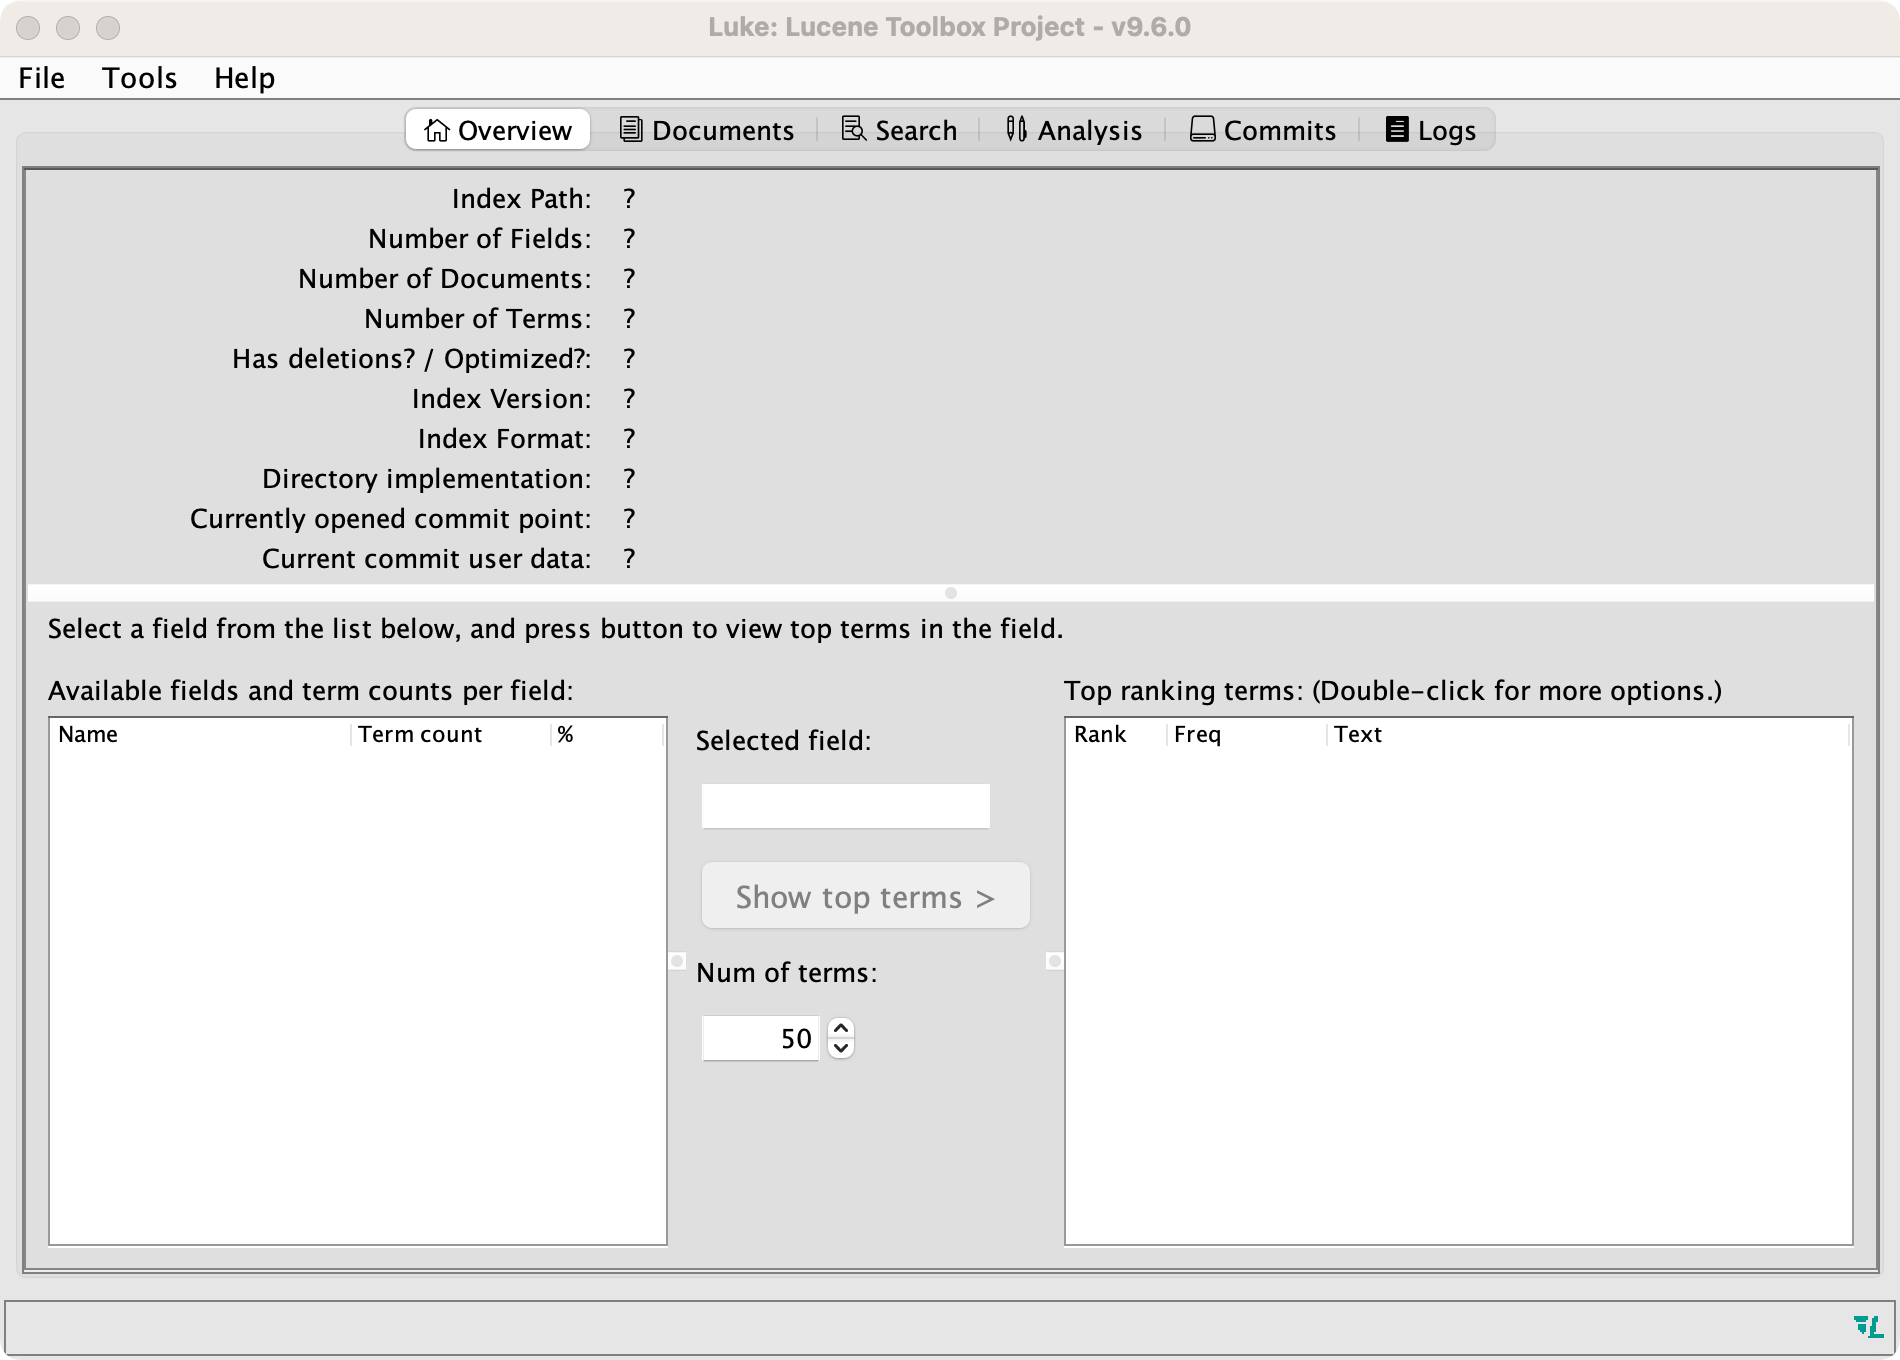 Luke: Lucene Toolbox Project - v9.6.0
File Tools Help
Overview Documents Search Analysis Commits Logs
Index Path: ?
Number of Fields: ?
Number of Documents: ?
Number of Terms: ?
Has deletions? / Optimized?: ?
Index Version: ?
Index Format: ?
Directory implementation: ?
Currently opened commit point: ?
Current commit user data: ?
Select a field from the list below, and press button to view top terms in the field.
Available fields and term counts per field:
Name Term count %
Selected field:
Show top terms >
Num of terms:
50
Top ranking terms: (Double-click for more options.)
Rank Freq Text